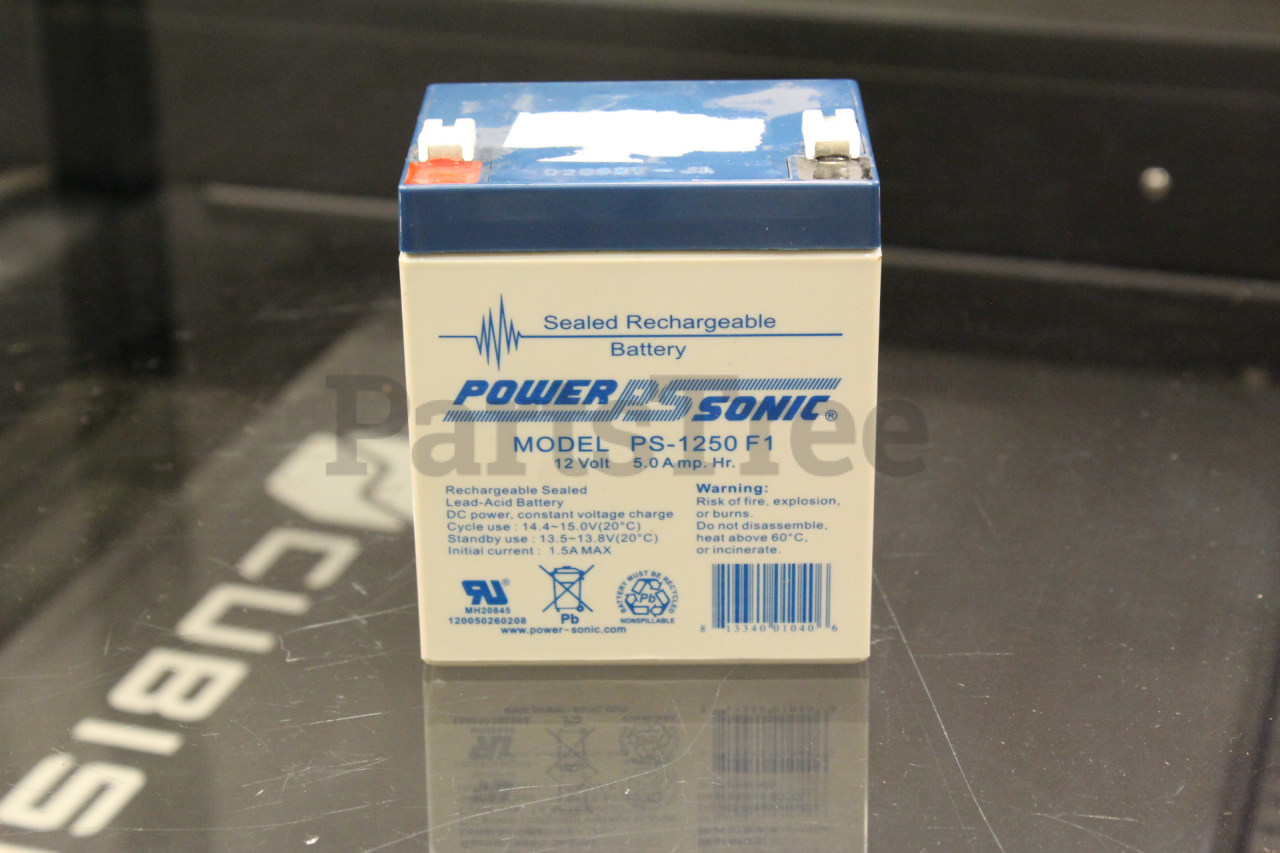 Sealed Rechargeable
Battery
POWER PS SONIC®
PartsTree
MODEL PS-1250 F1
12 Volt 5.0 Amp. Hr.
Rechargeable Sealed
Lead-Acid Battery
DC power, constant voltage charge
Cycle use : 14.4~15.0V(20°C)
Standby use : 13.5~13.8V(20°C)
Initial current : 1.5A MAX
Warning:
Risk of fire, explosion,
or burns.
Do not disassemble,
heat above 60°C,
or incinerate.
MH20845
120050260208
Pb
BATTERY MUST BE RECYCLED
Pb
NONSPILLABLE
www.power-sonic.com
8 13340 01040 6
CUBIS